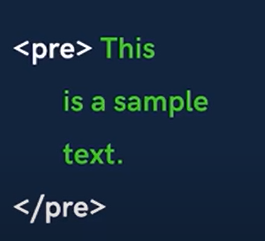 <pre> This
is a sample
text.
</pre>